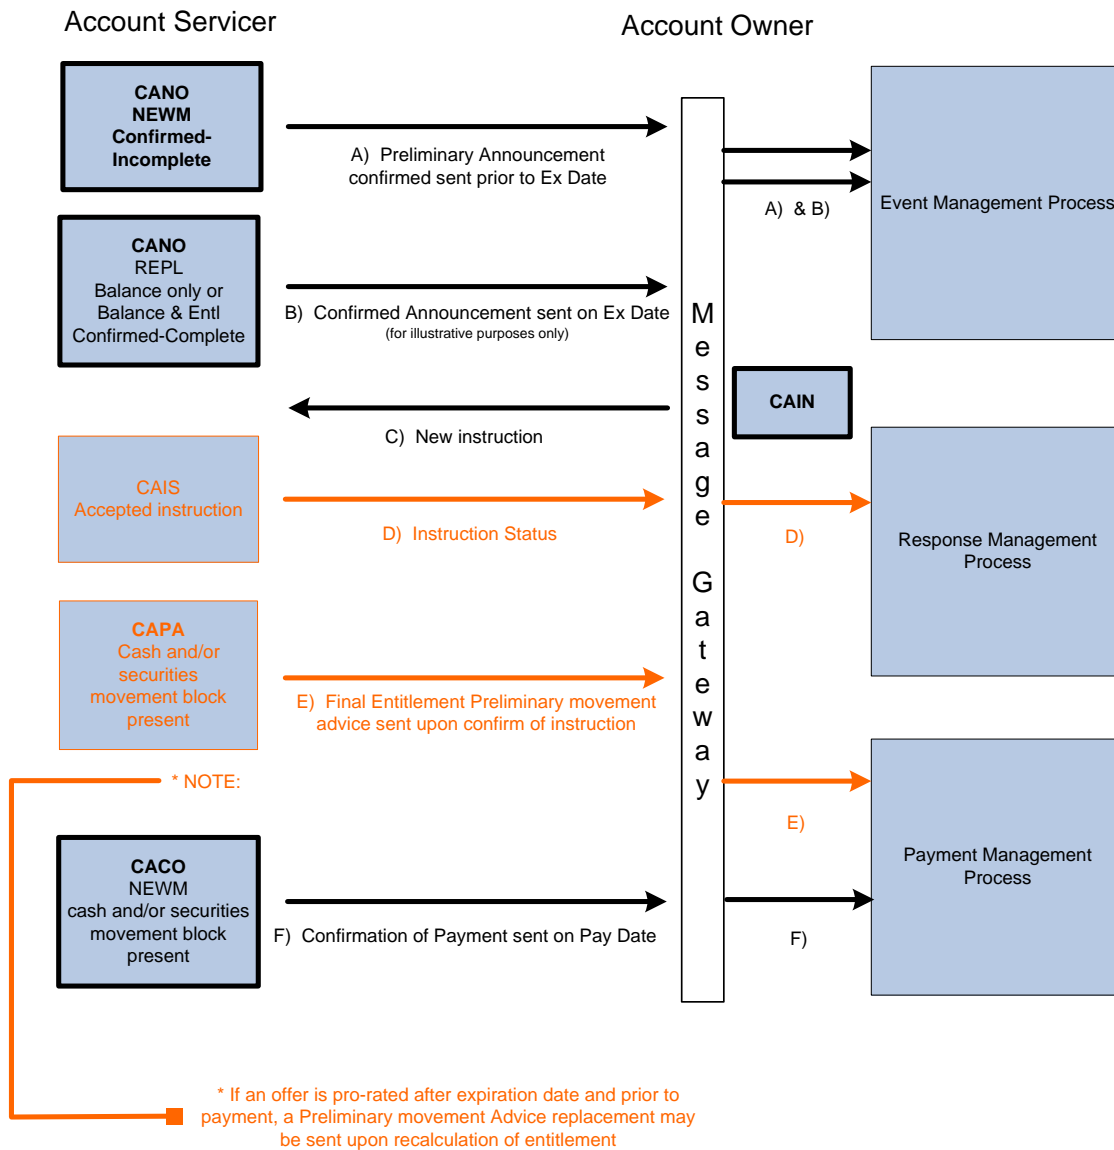 Account Servicer
Account Owner
CANO
NEWM
Confirmed-
Incomplete
A)  Preliminary Announcement
confirmed sent prior to Ex Date
A)  & B)
Event Management Process
CANO
REPL
Balance only or
Balance & Entl
Confirmed-Complete
B)  Confirmed Announcement sent on Ex Date
(for illustrative purposes only)
Message Gateway
CAIN
C)  New instruction
CAIS
Accepted instruction
D)  Instruction Status
D)
Response Management
Process
CAPA
Cash and/or
securities
movement block
present
E)  Final Entitlement Preliminary movement
advice sent upon confirm of instruction
* NOTE:
E)
Payment Management
Process
CACO
NEWM
cash and/or securities
movement block
present
F)  Confirmation of Payment sent on Pay Date
F)
* If an offer is pro-rated after expiration date and prior to
payment, a Preliminary movement Advice replacement may
be sent upon recalculation of entitlement